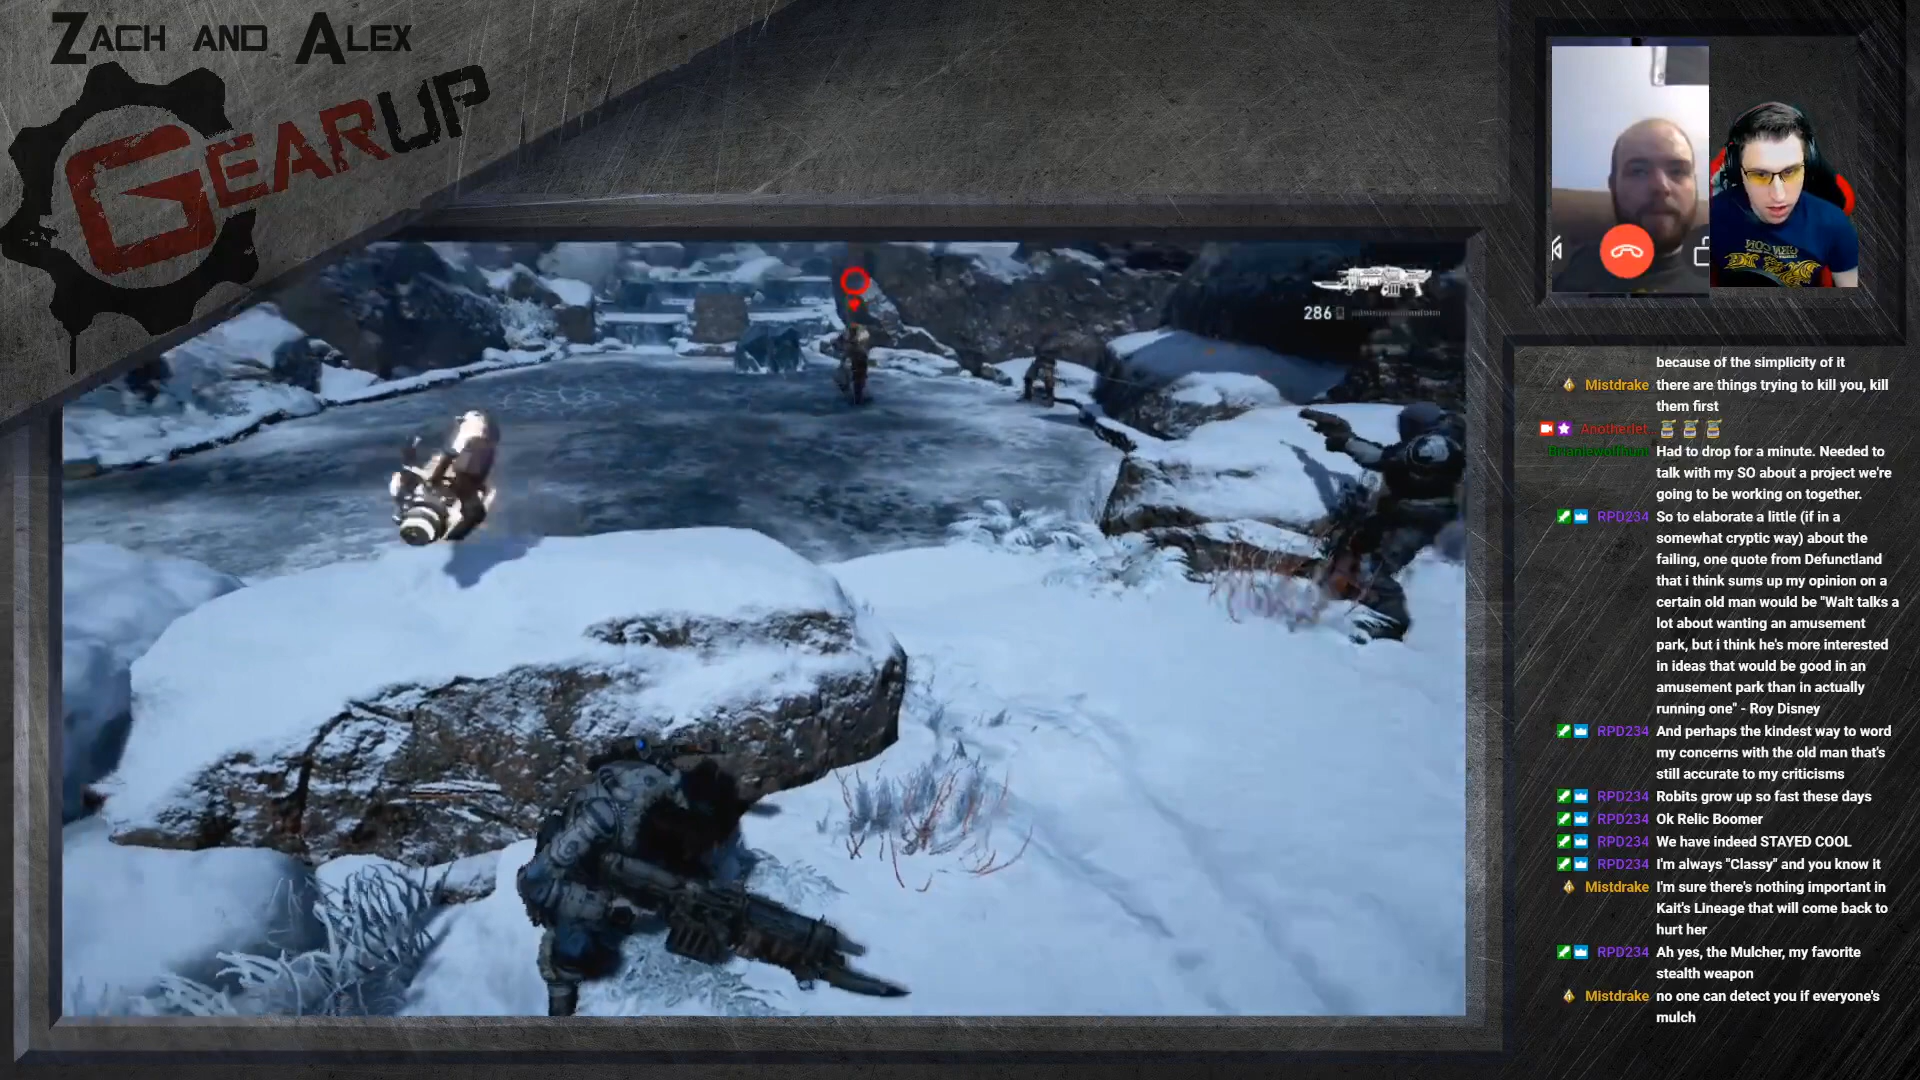 Zach and Alex
GearUp
286
because of the simplicity of it
Mistdrake there are things trying to kill you, kill
them first
Anotherjet
Brianlewolfhunt Had to drop for a minute. Needed to
talk with my SO about a project we're
going to be working on together.
RPD234 So to elaborate a little (if in a
somewhat cryptic way) about the
failing, one quote from Defunctland
that i think sums up my opinion on a
certain old man would be "Walt talks a
lot about wanting an amusement
park, but i think he's more interested
in ideas that would be good in an
amusement park than in actually
running one" - Roy Disney
RPD234 And perhaps the kindest way to word
my concerns with the old man that's
still accurate to my criticisms
RPD234 Robits grow up so fast these days
RPD234 Ok Relic Boomer
RPD234 We have indeed STAYED COOL
RPD234 I'm always "Classy" and you know it
Mistdrake I'm sure there's nothing important in
Kait's Lineage that will come back to
hurt her
RPD234 Ah yes, the Mulcher, my favorite
stealth weapon
Mistdrake no one can detect you if everyone's
mulch